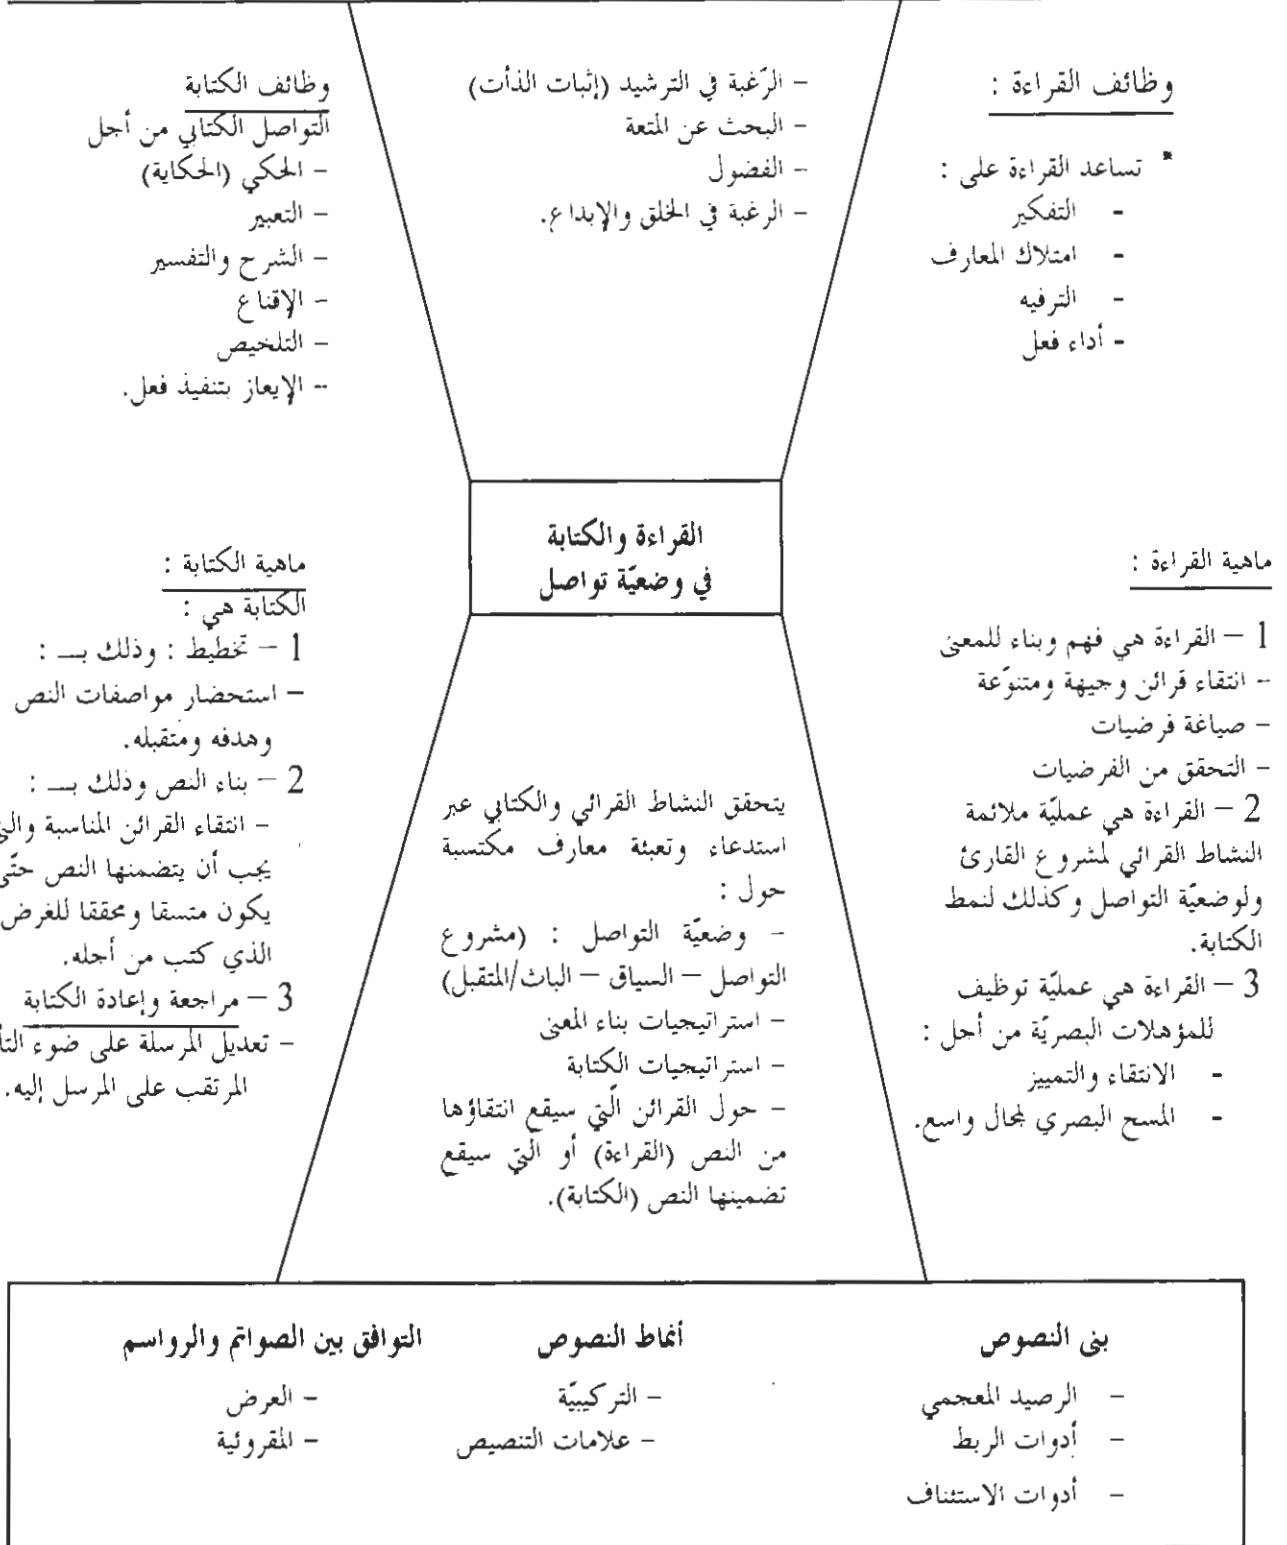 وظائف القراءة :
* تساعد القراءة على :
- التفكير
- امتلاك المعارف
- الترفيه
- أداء فعل
– الرّغبة في الترشيد (إثبات الذأت)
– البحث عن المتعة
– الفضول
– الرغبة في الخلق والإبداع.
وظائف الكتابة
التواصل الكتابي من أجل
– الحكي (الحكاية)
– التعبير
– الشرح والتفسير
– الإقناع
– التلخيص
– الإيعاز بتنفيذ فعل.
القراءة والكتابة
في وضعيّة تواصل
ماهية القراءة :
1 – القراءة هي فهم وبناء للمعنى
– انتقاء قرائن وجيهة ومتنوّعة
– صياغة فرضيات
– التحقق من الفرضيات
2 – القراءة هي عمليّة ملائمة
النشاط القرائي لمشروع القارئ
ولوضعيّة التواصل وكذلك لنمط
الكتابة.
3 – القراءة هي عمليّة توظيف
للمؤهلات البصريّة من أجل :
- الانتقاء والتمييز
- المسح البصري لمجال واسع.
يتحقق النشاط القرائي والكتابي عبر
استدعاء وتعبئة معارف مكتسبة
حول :
– وضعيّة التواصل : (مشروع
التواصل – السياق – الباث/المتقبل)
– استراتيجيات بناء المعنى
– استراتيجيات الكتابة
– حول القرائن الّتي سيقع انتقاؤها
من النص (القراءة) أو الّتي سيقع
تضمينها النص (الكتابة).
ماهية الكتابة :
الكتابة هي :
1 – تخطيط : وذلك بـ :
– استحضار مواصفات النص
وهدفه ومتقبله.
2 – بناء النص وذلك بـ :
– انتقاء القرائن المناسبة
يجب أن يتضمنها النص
يكون متسقا ومحققا للغرض
الذي كتب من أجله.
3 – مراجعة وإعادة الكتابة
– تعديل المرسلة على ضوء
المرتقب على المرسل إليه.
بنى النصوص
– الرصيد المعجمي
– أدوات الربط
– أدوات الاستئناف
أنماط النصوص
– التركيبيّة
– علامات التنصيص
التوافق بين الصواتم والرواسم
– العرض
– المقروئية